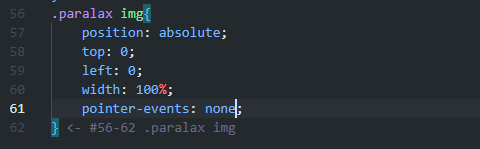 56 .paralax img{
57 position: absolute;
58 top: 0;
59 left: 0;
60 width: 100%;
61 pointer-events: none;
62 } <- #56-62 .paralax img